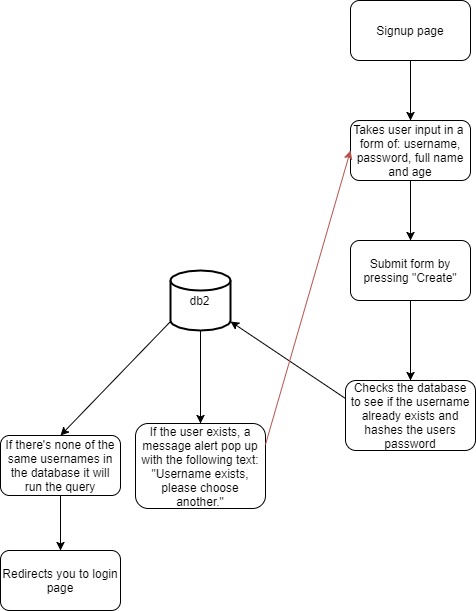 Signup page
Takes user input in a
form of: username,
password, full name
and age
Submit form by
pressing "Create"
db2
Checks the database
to see if the username
already exists and
hashes the users
password
If there's none of the
same usernames in
the database it will
run the query
If the user exists, a
message alert pop up
with the following text:
"Username exists,
please choose
another."
Redirects you to login
page